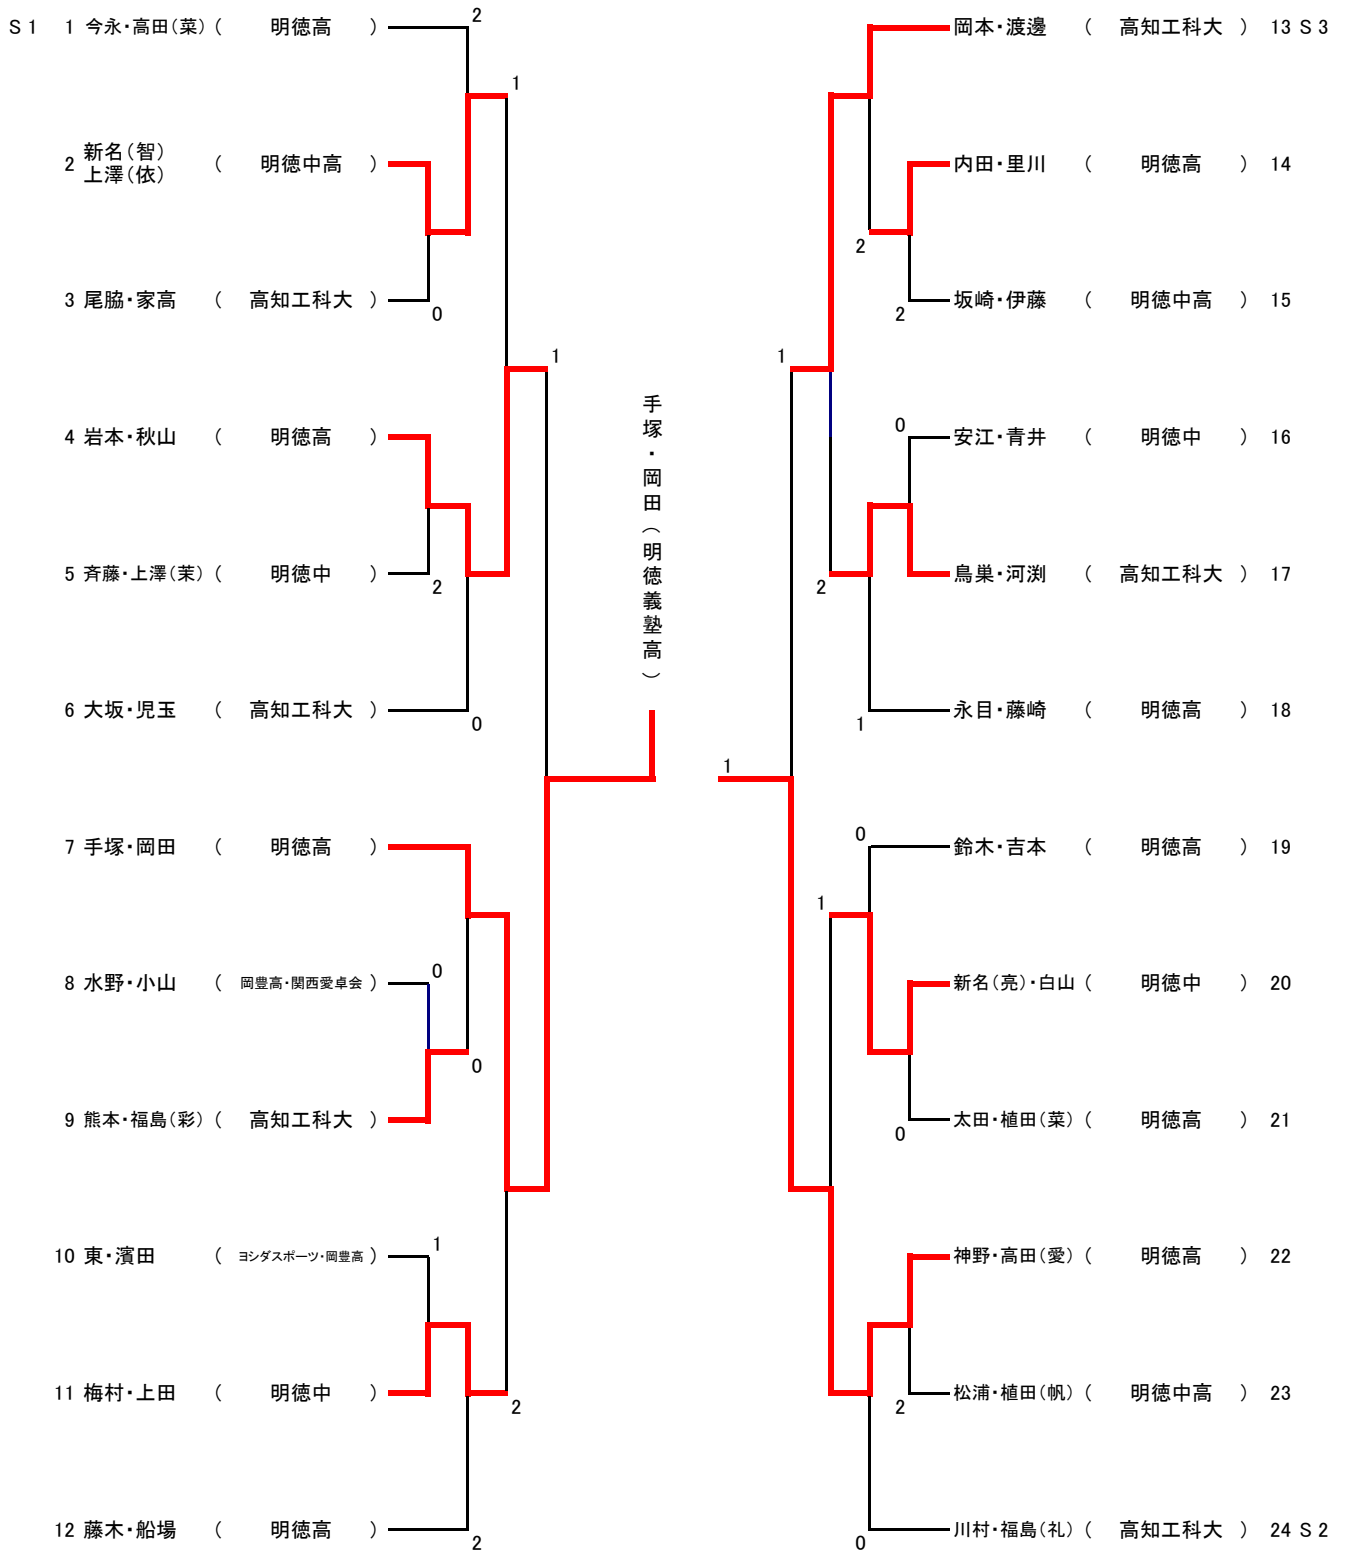 S1 1 今永・高田(菜)( 明徳高 )
2 新名(智)
上澤(依) ( 明徳中高 )
3 尾脇・家高 ( 高知工科大 )
4 岩本・秋山 ( 明徳高 )
5 斉藤・上澤(茉)( 明徳中 )
6 大坂・児玉 ( 高知工科大 )
7 手塚・岡田 ( 明徳高 )
8 水野・小山 ( 岡豊高・関西愛卓会 )
9 熊本・福島(彩)( 高知工科大 )
10 東・濱田 ( ヨシダスポーツ・岡豊高 )
11 梅村・上田 ( 明徳中 )
12 藤木・船場 ( 明徳高 )
2
1
0
1
2
0
0
0
1
2
2
手塚・岡田(明徳義塾高)
岡本・渡邊 ( 高知工科大 ) 13 S3
内田・里川 ( 明徳高 ) 14
坂崎・伊藤 ( 明徳中高 ) 15
安江・青井 ( 明徳中 ) 16
鳥巣・河渕 ( 高知工科大 ) 17
永目・藤崎 ( 明徳高 ) 18
鈴木・吉本 ( 明徳高 ) 19
新名(亮)・白山( 明徳中 ) 20
太田・植田(菜)( 明徳高 ) 21
神野・高田(愛)( 明徳高 ) 22
松浦・植田(帆)( 明徳中高 ) 23
川村・福島(礼)( 高知工科大 ) 24 S2
2
2
1
0
2
1
1
0
1
0
2
0